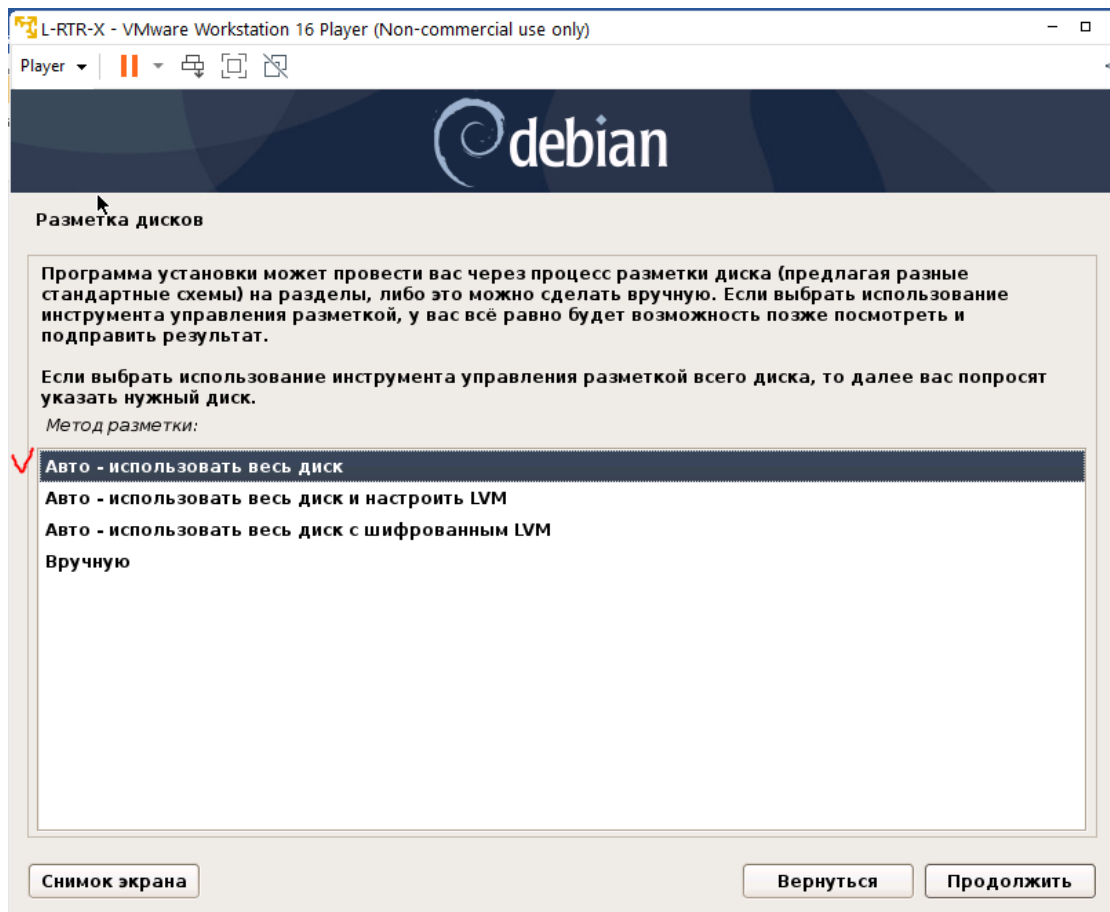 L-RTR-X - VMware Workstation 16 Player (Non-commercial use only)
Player
debian
Разметка дисков
Программа установки может провести вас через процесс разметки диска (предлагая разные
стандартные схемы) на разделы, либо это можно сделать вручную. Если выбрать использование
инструмента управления разметкой, у вас всё равно будет возможность позже посмотреть и
подправить результат.
Если выбрать использование инструмента управления разметкой всего диска, то далее вас попросят
указать нужный диск.
Метод разметки:
Авто - использовать весь диск
Авто - использовать весь диск и настроить LVM
Авто - использовать весь диск с шифрованным LVM
Вручную
Снимок экрана
Вернуться
Продолжить